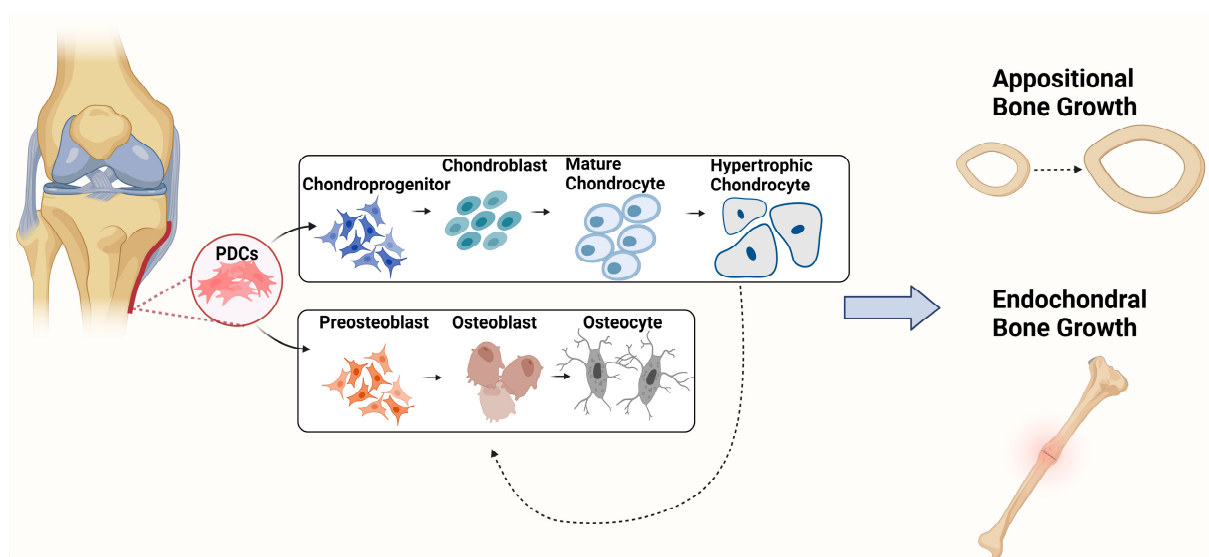 Appositional
Bone Growth
Chondroprogenitor
Chondroblast
Mature
Chondrocyte
Hypertrophic
Chondrocyte
PDCs
Preosteoblast
Osteoblast
Osteocyte
Endochondral
Bone Growth